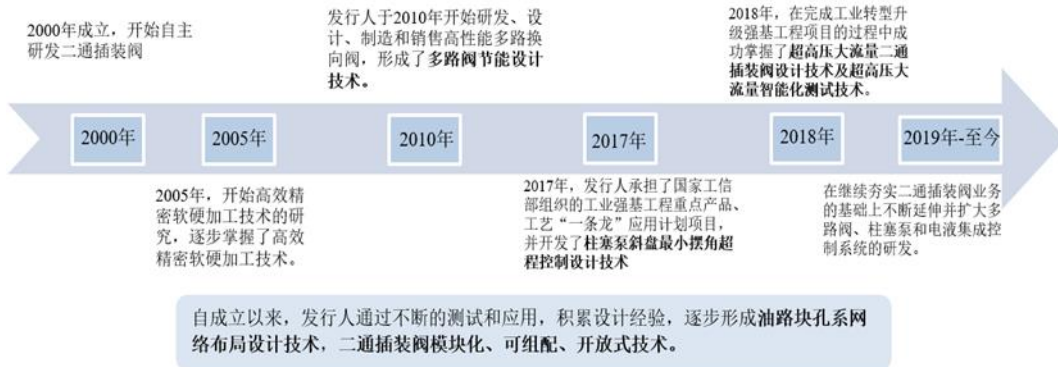 2000年成立，开始自主
研发二通插装阀
发行人于2010年开始研发、设
计、制造和销售高性能多路换
向阀，形成了多路阀节能设计
技术。
2018年，在完成工业转型升
级强基工程项目的过程中成
功掌握了超高压大流量二通
插装阀设计技术及超高压大
流量智能化测试技术。
2000年
2005年
2010年
2017年
2018年
2019年-至今
2005年，开始高效精
密软硬加工技术的研
究，逐步掌握了高效
精密软硬加工技术。
2017年，发行人承担了国家工信
部组织的工业强基工程重点产品、
工艺“一条龙”应用计划项目，
并开发了柱塞泵斜盘最小摆角超
程控制设计技术
在继续夯实二通插装阀业务
的基础上不断延伸并扩大多
路阀、柱塞泵和电液集成控
制系统的研发。
自成立以来，发行人通过不断的测试和应用，积累设计经验，逐步形成油路块孔系网
络布局设计技术，二通插装阀模块化、可组配、开放式技术。